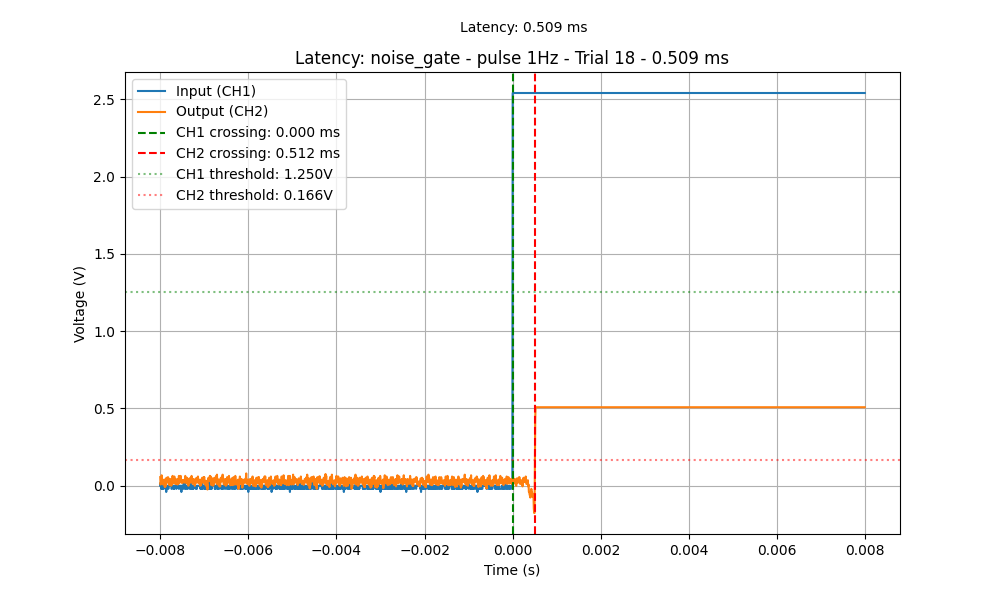 Latency: 0.509 ms
Latency: noise_gate - pulse 1Hz - Trial 18 - 0.509 ms
Input (CH1)
Output (CH2)
CH1 crossing: 0.000 ms
CH2 crossing: 0.512 ms
CH1 threshold: 1.250V
CH2 threshold: 0.166V
Voltage (V)
2.5
2.0
1.5
1.0
0.5
0.0
−0.008 −0.006 −0.004 −0.002 0.000 0.002 0.004 0.006 0.008
Time (s)